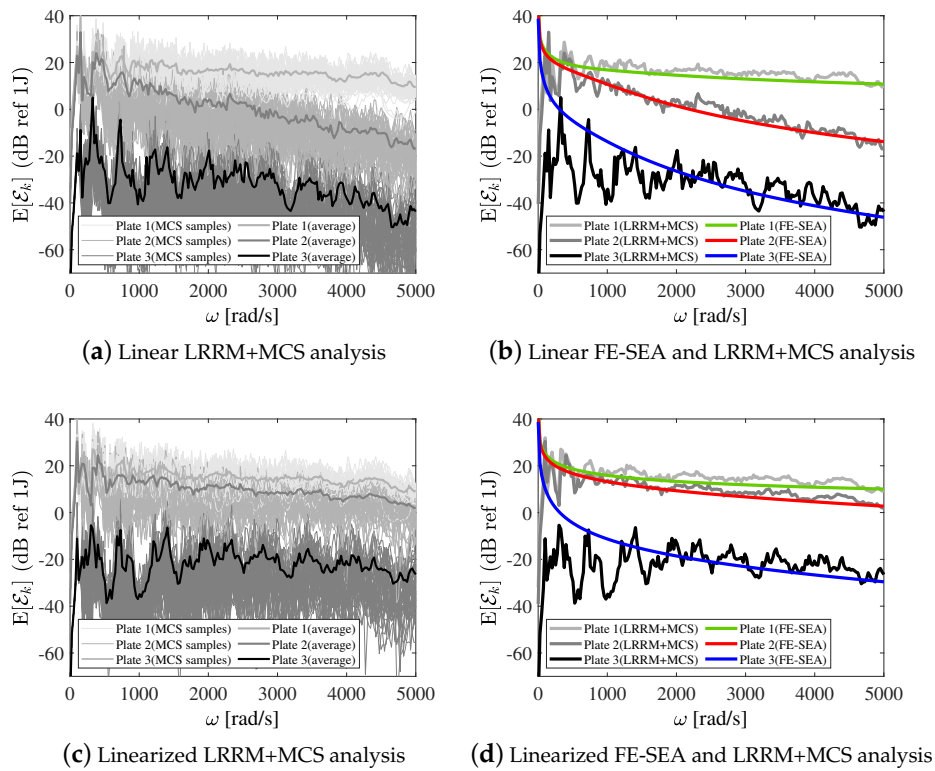 40
20
0
-20
-40
-60
E[ℰₖ] (dB ref 1J)
Plate 1(MCS samples) Plate 1(average)
Plate 2(MCS samples) Plate 2(average)
Plate 3(MCS samples) Plate 3(average)
0 1000 2000 3000 4000 5000
ω [rad/s]
(a) Linear LRRM+MCS analysis
40
20
0
-20
-40
-60
E[ℰₖ] (dB ref 1J)
Plate 1(LRRM+MCS) Plate 1(FE-SEA)
Plate 2(LRRM+MCS) Plate 2(FE-SEA)
Plate 3(LRRM+MCS) Plate 3(FE-SEA)
0 1000 2000 3000 4000 5000
ω [rad/s]
(b) Linear FE-SEA and LRRM+MCS analysis
40
20
0
-20
-40
-60
E[ℰₖ] (dB ref 1J)
Plate 1(MCS samples) Plate 1(average)
Plate 2(MCS samples) Plate 2(average)
Plate 3(MCS samples) Plate 3(average)
0 1000 2000 3000 4000 5000
ω [rad/s]
(c) Linearized LRRM+MCS analysis
40
20
0
-20
-40
-60
E[ℰₖ] (dB ref 1J)
Plate 1(LRRM+MCS) Plate 1(FE-SEA)
Plate 2(LRRM+MCS) Plate 2(FE-SEA)
Plate 3(LRRM+MCS) Plate 3(FE-SEA)
0 1000 2000 3000 4000 5000
ω [rad/s]
(d) Linearized FE-SEA and LRRM+MCS analysis